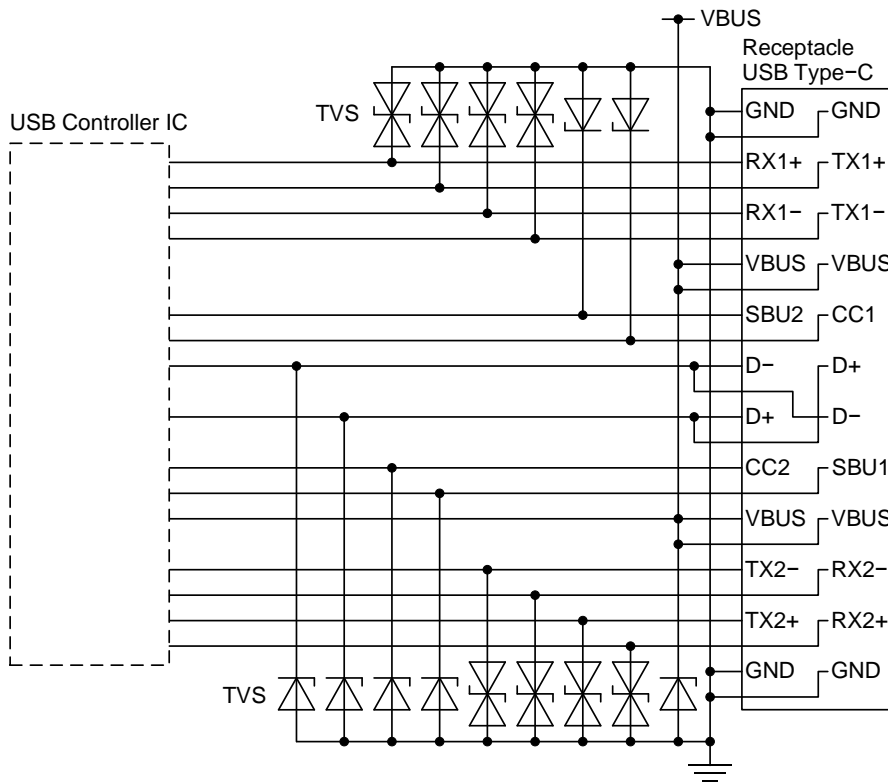 VBUS
Receptacle
USB Type−C
TVS
USB Controller IC
GND GND
RX1+ TX1+
RX1− TX1−
VBUS VBUS
SBU2 CC1
D− D+
D+ D−
CC2 SBU1
VBUS VBUS
TX2− RX2−
TX2+ RX2+
GND GND
TVS